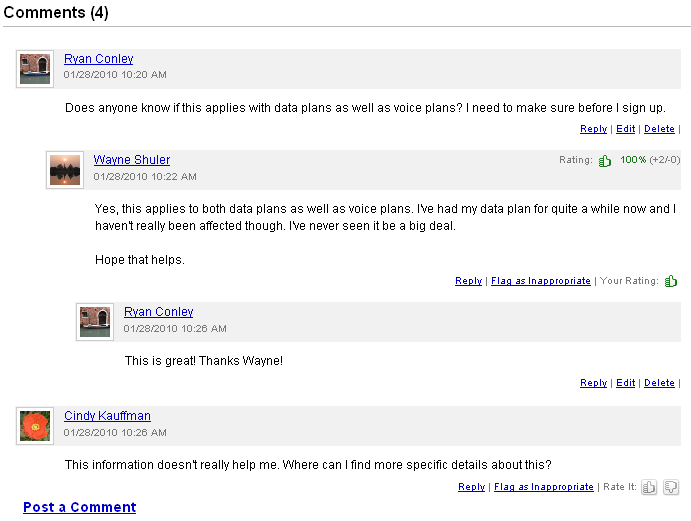 Comments (4)
Ryan Conley
01/28/2010 10:20 AM
Does anyone know if this applies with data plans as well as voice plans? I need to make sure before I sign up.
Reply | Edit | Delete |
Wayne Shuler
Rating: 100% (+2/-0)
01/28/2010 10:22 AM
Yes, this applies to both data plans as well as voice plans. I've had my data plan for quite a while now and I
haven't really been affected though. I've never seen it be a big deal.
Hope that helps.
Reply | Flag as Inappropriate | Your Rating:
Ryan Conley
01/28/2010 10:26 AM
This is great! Thanks Wayne!
Reply | Edit | Delete |
Cindy Kauffman
01/28/2010 10:26 AM
This information doesn't really help me. Where can I find more specific details about this?
Reply | Flag as Inappropriate | Rate It:
Post a Comment